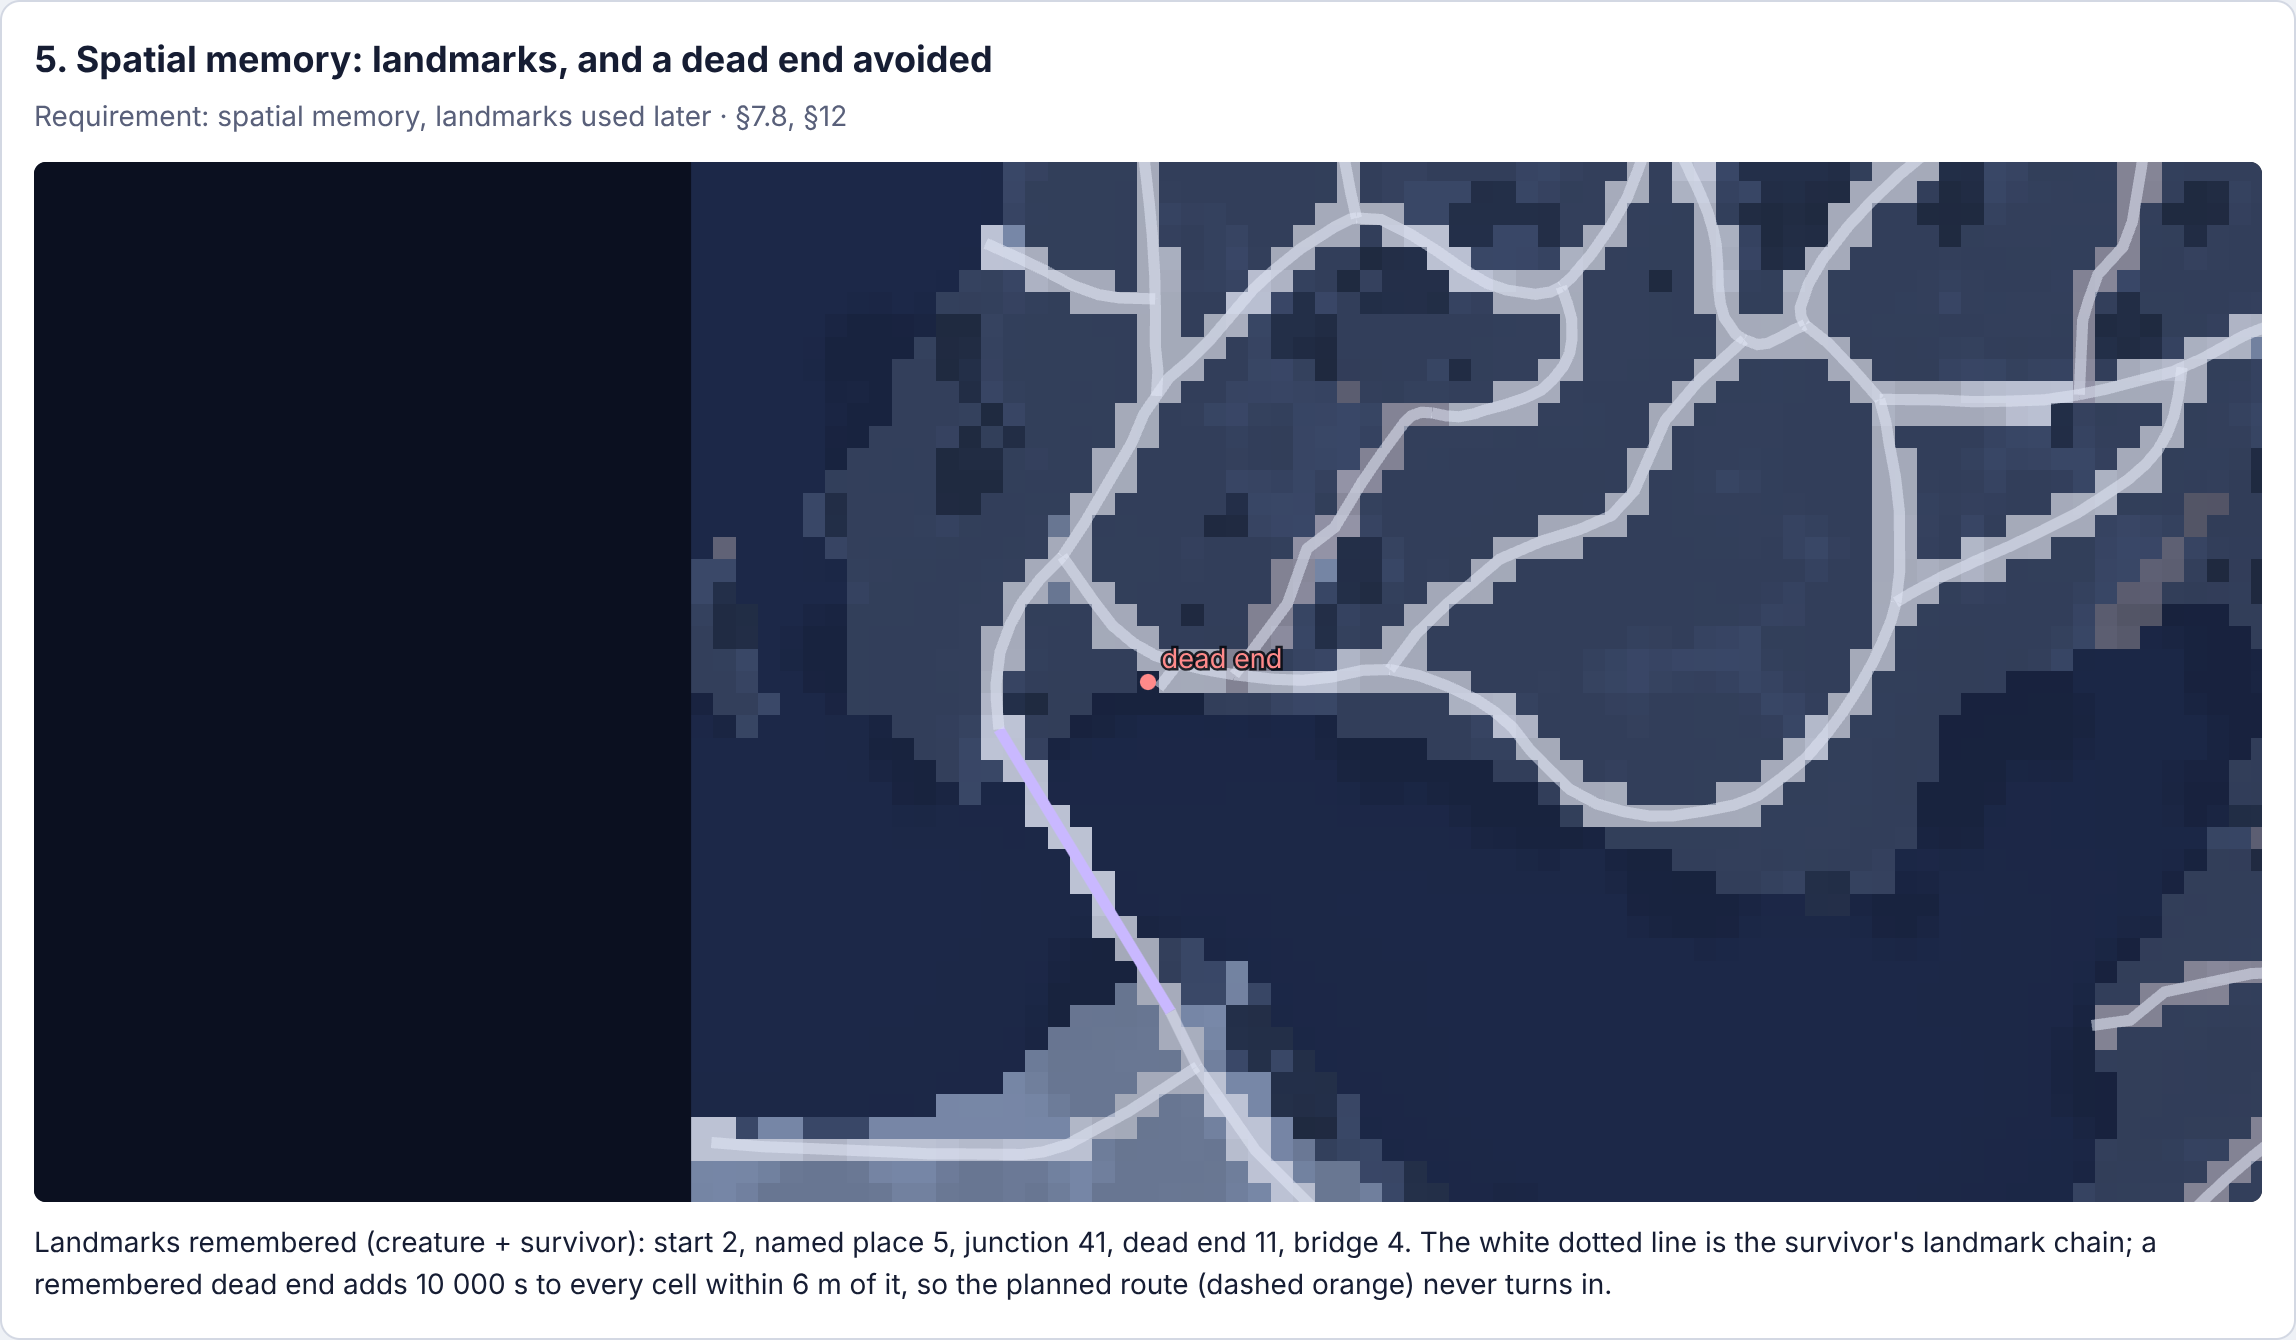 5. Spatial memory: landmarks, and a dead end avoided
Requirement: spatial memory, landmarks used later · §7.8, §12
dead end
Landmarks remembered (creature + survivor): start 2, named place 5, junction 41, dead end 11, bridge 4. The white dotted line is the survivor's landmark chain; a
remembered dead end adds 10 000 s to every cell within 6 m of it, so the planned route (dashed orange) never turns in.